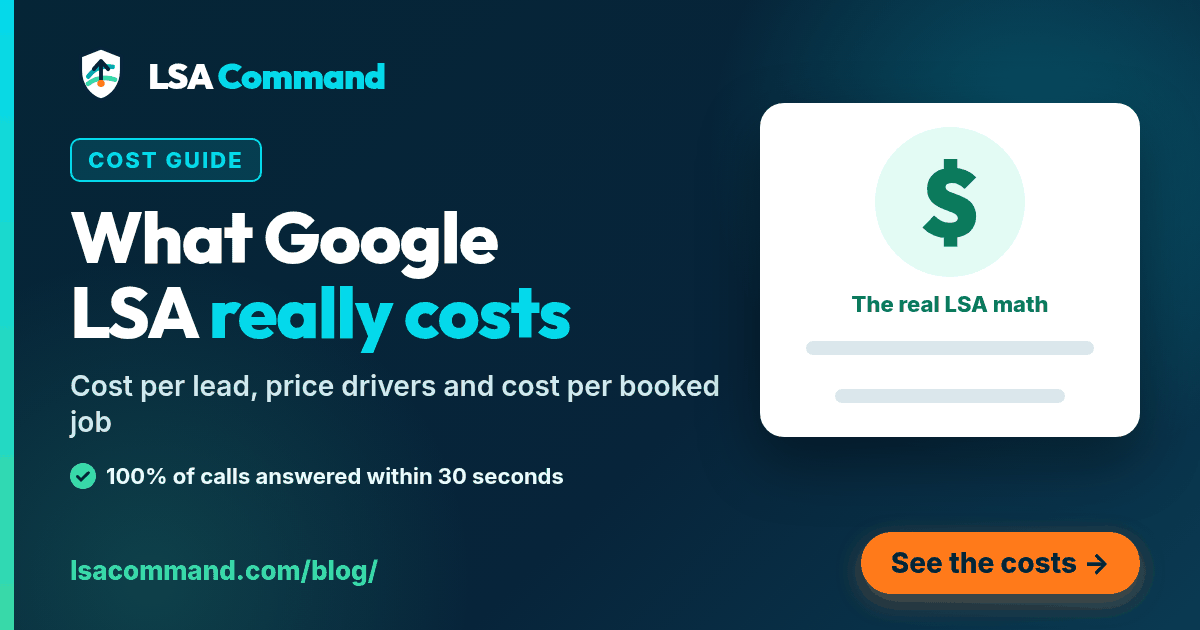 LSA Command
COST GUIDE
What Google
LSA really costs
Cost per lead, price drivers and cost per booked
job
100% of calls answered within 30 seconds
lsacommand.com/blog/
$
The real LSA math
See the costs →